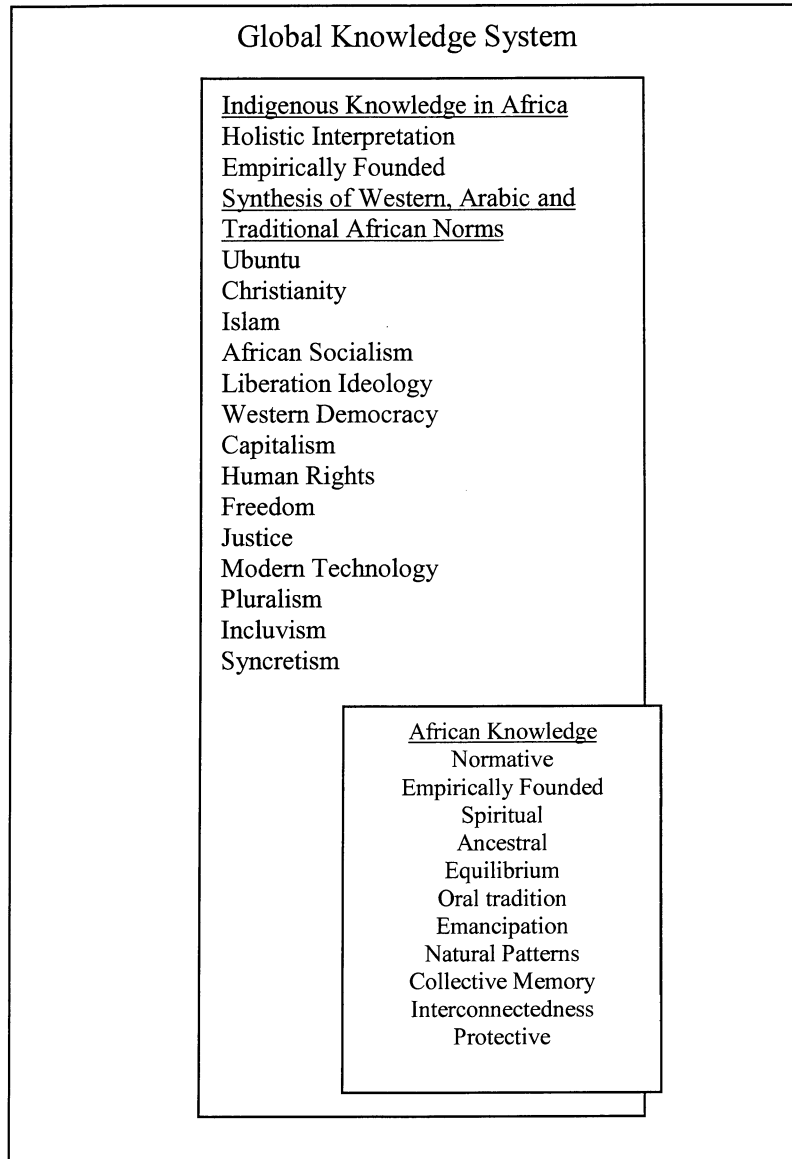 Global Knowledge System
Indigenous Knowledge in Africa
Holistic Interpretation
Empirically Founded
Synthesis of Western, Arabic and
Traditional African Norms
Ubuntu
Christianity
Islam
African Socialism
Liberation Ideology
Western Democracy
Capitalism
Human Rights
Freedom
Justice
Modern Technology
Pluralism
Incluvism
Syncretism
African Knowledge
Normative
Empirically Founded
Spiritual
Ancestral
Equilibrium
Oral tradition
Emancipation
Natural Patterns
Collective Memory
Interconnectedness
Protective